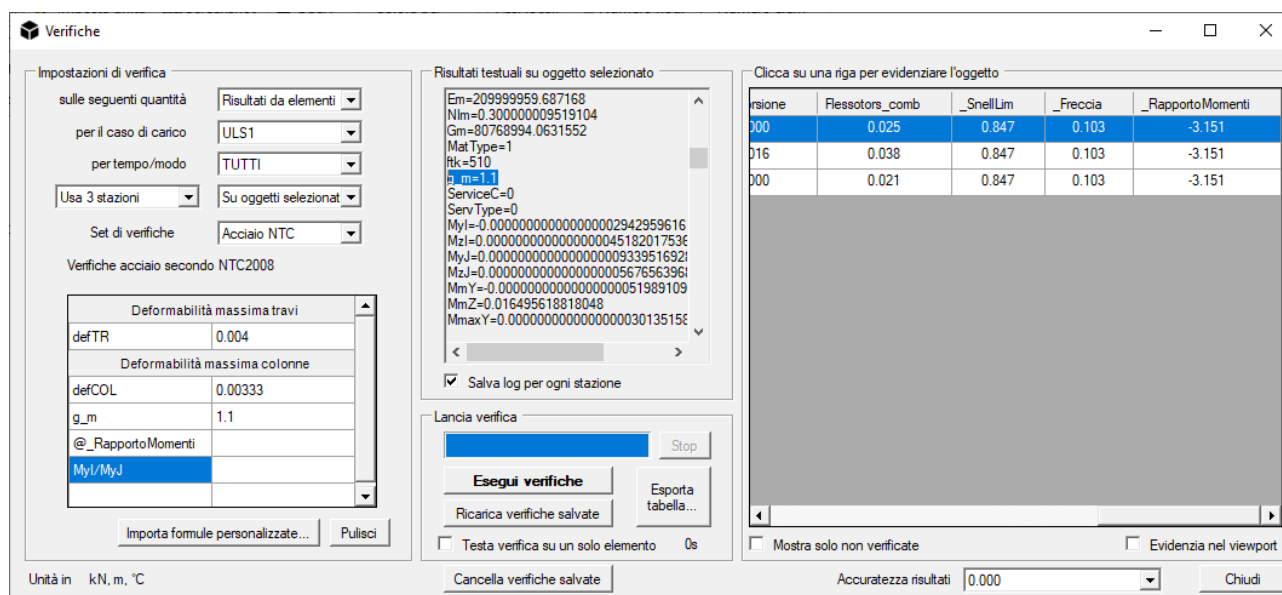 Verifiche
Impostazioni di verifica
sulle seguenti quantità Risultati da elementi
per il caso di carico ULS1
per tempo/modo TUTTI
Usa 3 stazioni Su oggetti selezionat
Set di verifiche Acciaio NTC
Verifiche acciaio secondo NTC2008
Deformabilità massima travi
defTR 0.004
Deformabilità massima colonne
defCOL 0.00333
g_m 1.1
@_RapportoMomenti
MyI/MyJ
Importa formule personalizzate... Pulisci
Unità in kN, m, °C
Risultati testuali su oggetto selezionato
Em=209999959.687168
NIm=0.300000009519104
Gm=80768994.0631552
MatType=1
ftk=510
g_m=1.1
ServiceC=0
ServType=0
MyI=-0.000000000000000002942959616
MzI=0.0000000000000000045182017536
MyJ=0.0000000000000000009339516928
MzJ=0.0000000000000000005676563968
MmY=-0.0000000000000000051989109
MmZ=0.016495618818048
MmaxY=0.0000000000000000030135158
Salva log per ogni stazione
Lancia verifica
Stop
Esegui verifiche
Esporta tabella...
Ricarica verifiche salvate
Testa verifica su un solo elemento 0s
Cancella verifiche salvate
Clicca su una riga per evidenziare l'oggetto
rsione Flessotors_comb _SnellLim _Freccia _RapportoMomenti
000 0.025 0.847 0.103 -3.151
016 0.038 0.847 0.103 -3.151
000 0.021 0.847 0.103 -3.151
Mostra solo non verificate Evidenzia nel viewport
Accuratezza risultati 0.000 Chiudi